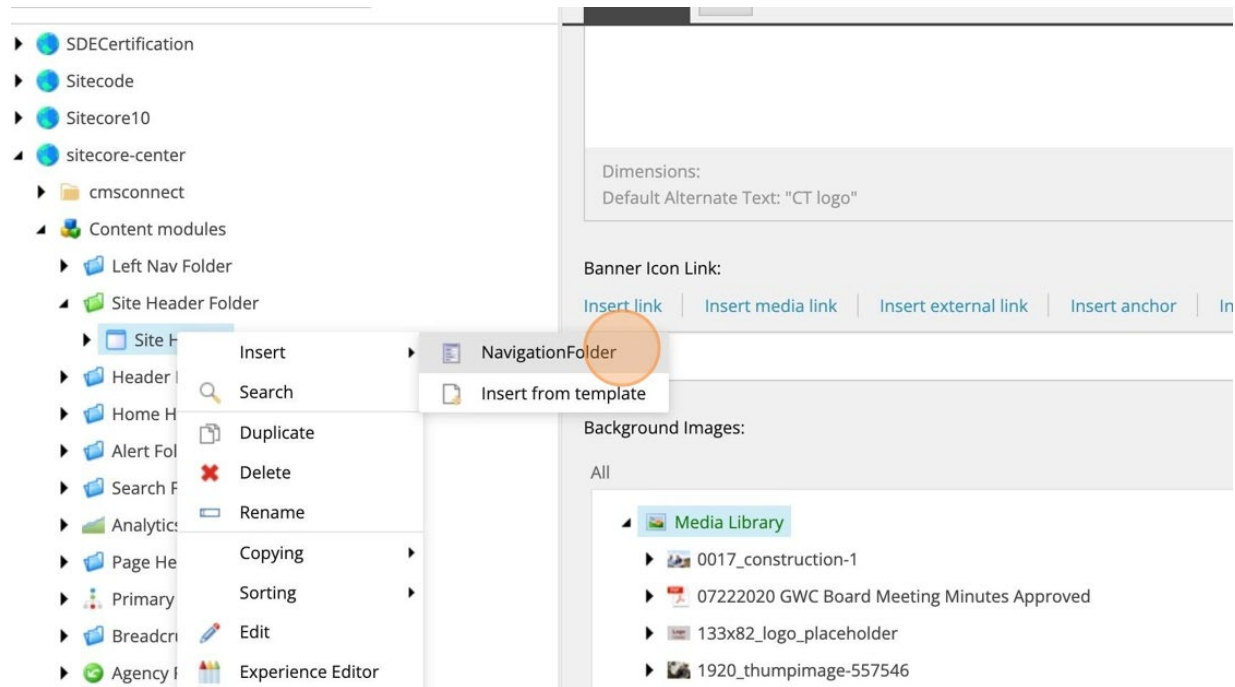 SDECertification
Sitecode
Sitecore10
sitecore-center
cmsconnect
Content modules
Left Nav Folder
Site Header Folder
Site H
Header
Home H
Alert Fol
Search F
Analytics
Page He
Primary
Breadcru
Agency
Insert
Search
Duplicate
Delete
Rename
Copying
Sorting
Edit
Experience Editor
NavigationFolder
Insert from template
Dimensions:
Default Alternate Text: "CT logo"
Banner Icon Link:
Insert link Insert media link Insert external link Insert anchor In
Background Images:
All
Media Library
0017_construction-1
07222020 GWC Board Meeting Minutes Approved
133x82_logo_placeholder
1920_thumpimage-557546